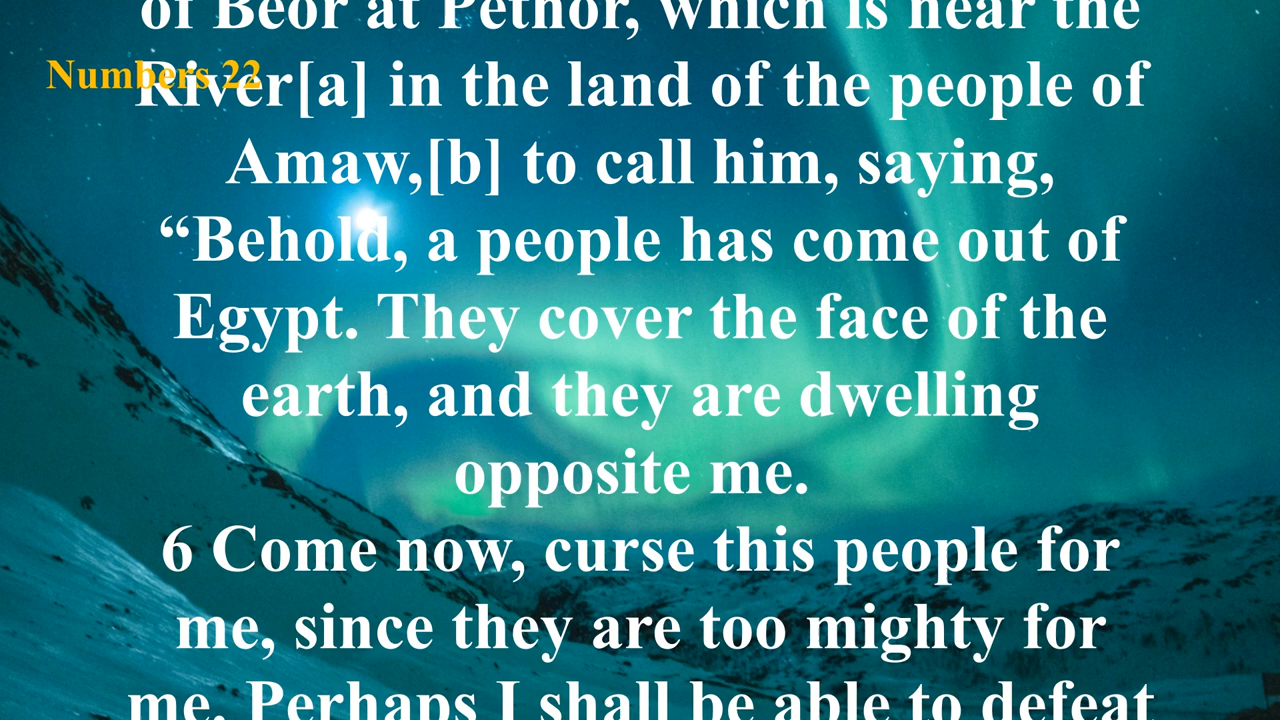 of Beor at Pethor, which is near the
Numbers 22
River[a] in the land of the people of
Amaw,[b] to call him, saying,
“Behold, a people has come out of
Egypt. They cover the face of the
earth, and they are dwelling
opposite me.
6 Come now, curse this people for
me, since they are too mighty for
me. Perhaps I shall be able to defeat